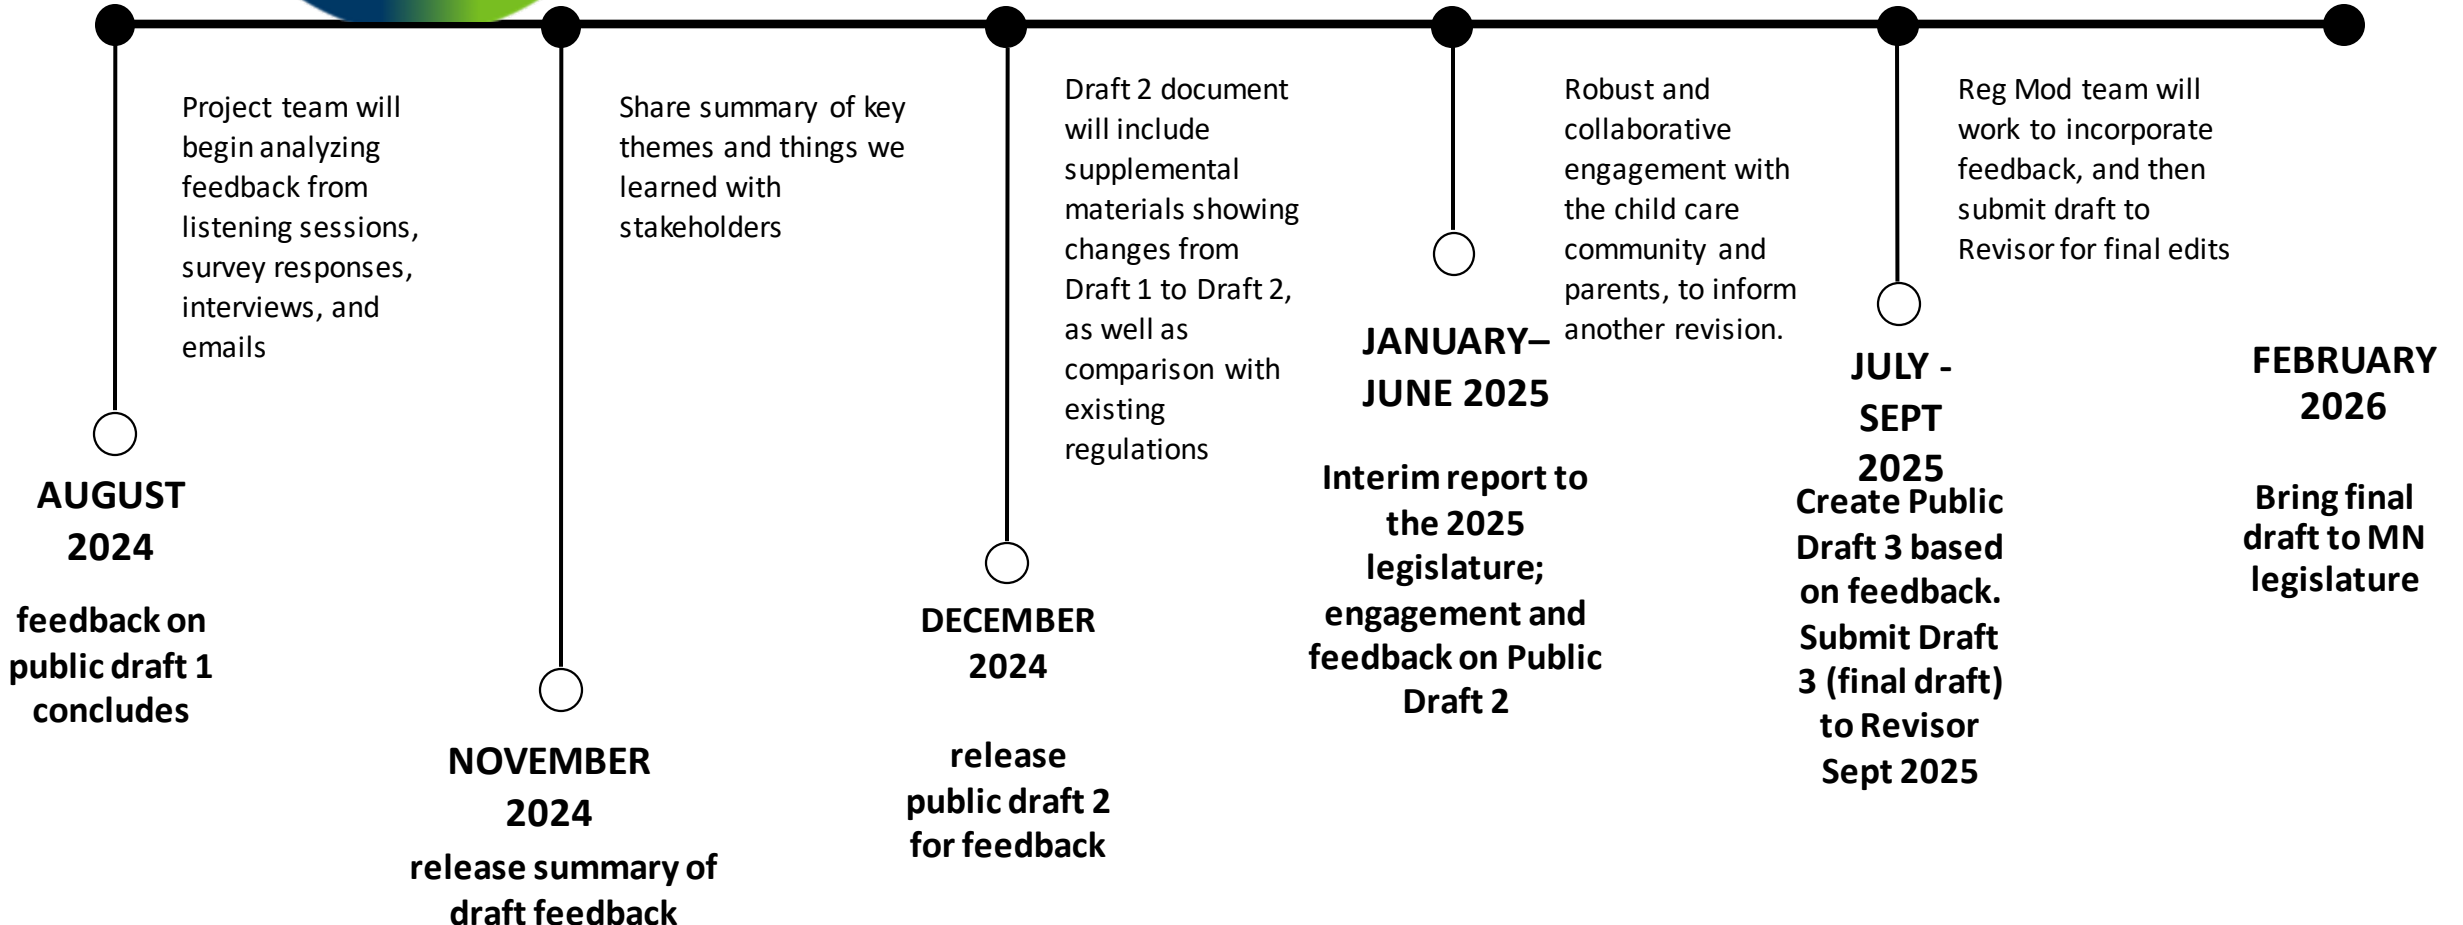 Project team will
begin analyzing
feedback from
listening sessions,
survey responses,
interviews, and
emails
AUGUST
2024
feedback on
public draft 1
concludes
Share summary of key
themes and things we
learned with
stakeholders
NOVEMBER
2024
release summary of
draft feedback
Draft 2 document
will include
supplemental
materials showing
changes from
Draft 1 to Draft 2,
as well as
comparison with
existing
regulations
DECEMBER
2024
release
public draft 2
for feedback
Robust and
collaborative
engagement with
the child care
community and
parents, to inform
another revision.
JANUARY–
JUNE 2025
Interim report to
the 2025
legislature;
engagement and
feedback on Public
Draft 2
Reg Mod team will
work to incorporate
feedback, and then
submit draft to
Revisor for final edits
JULY -
SEPT
2025
Create Public
Draft 3 based
on feedback.
Submit Draft
3 (final draft)
to Revisor
Sept 2025
FEBRUARY
2026
Bring final
draft to MN
legislature